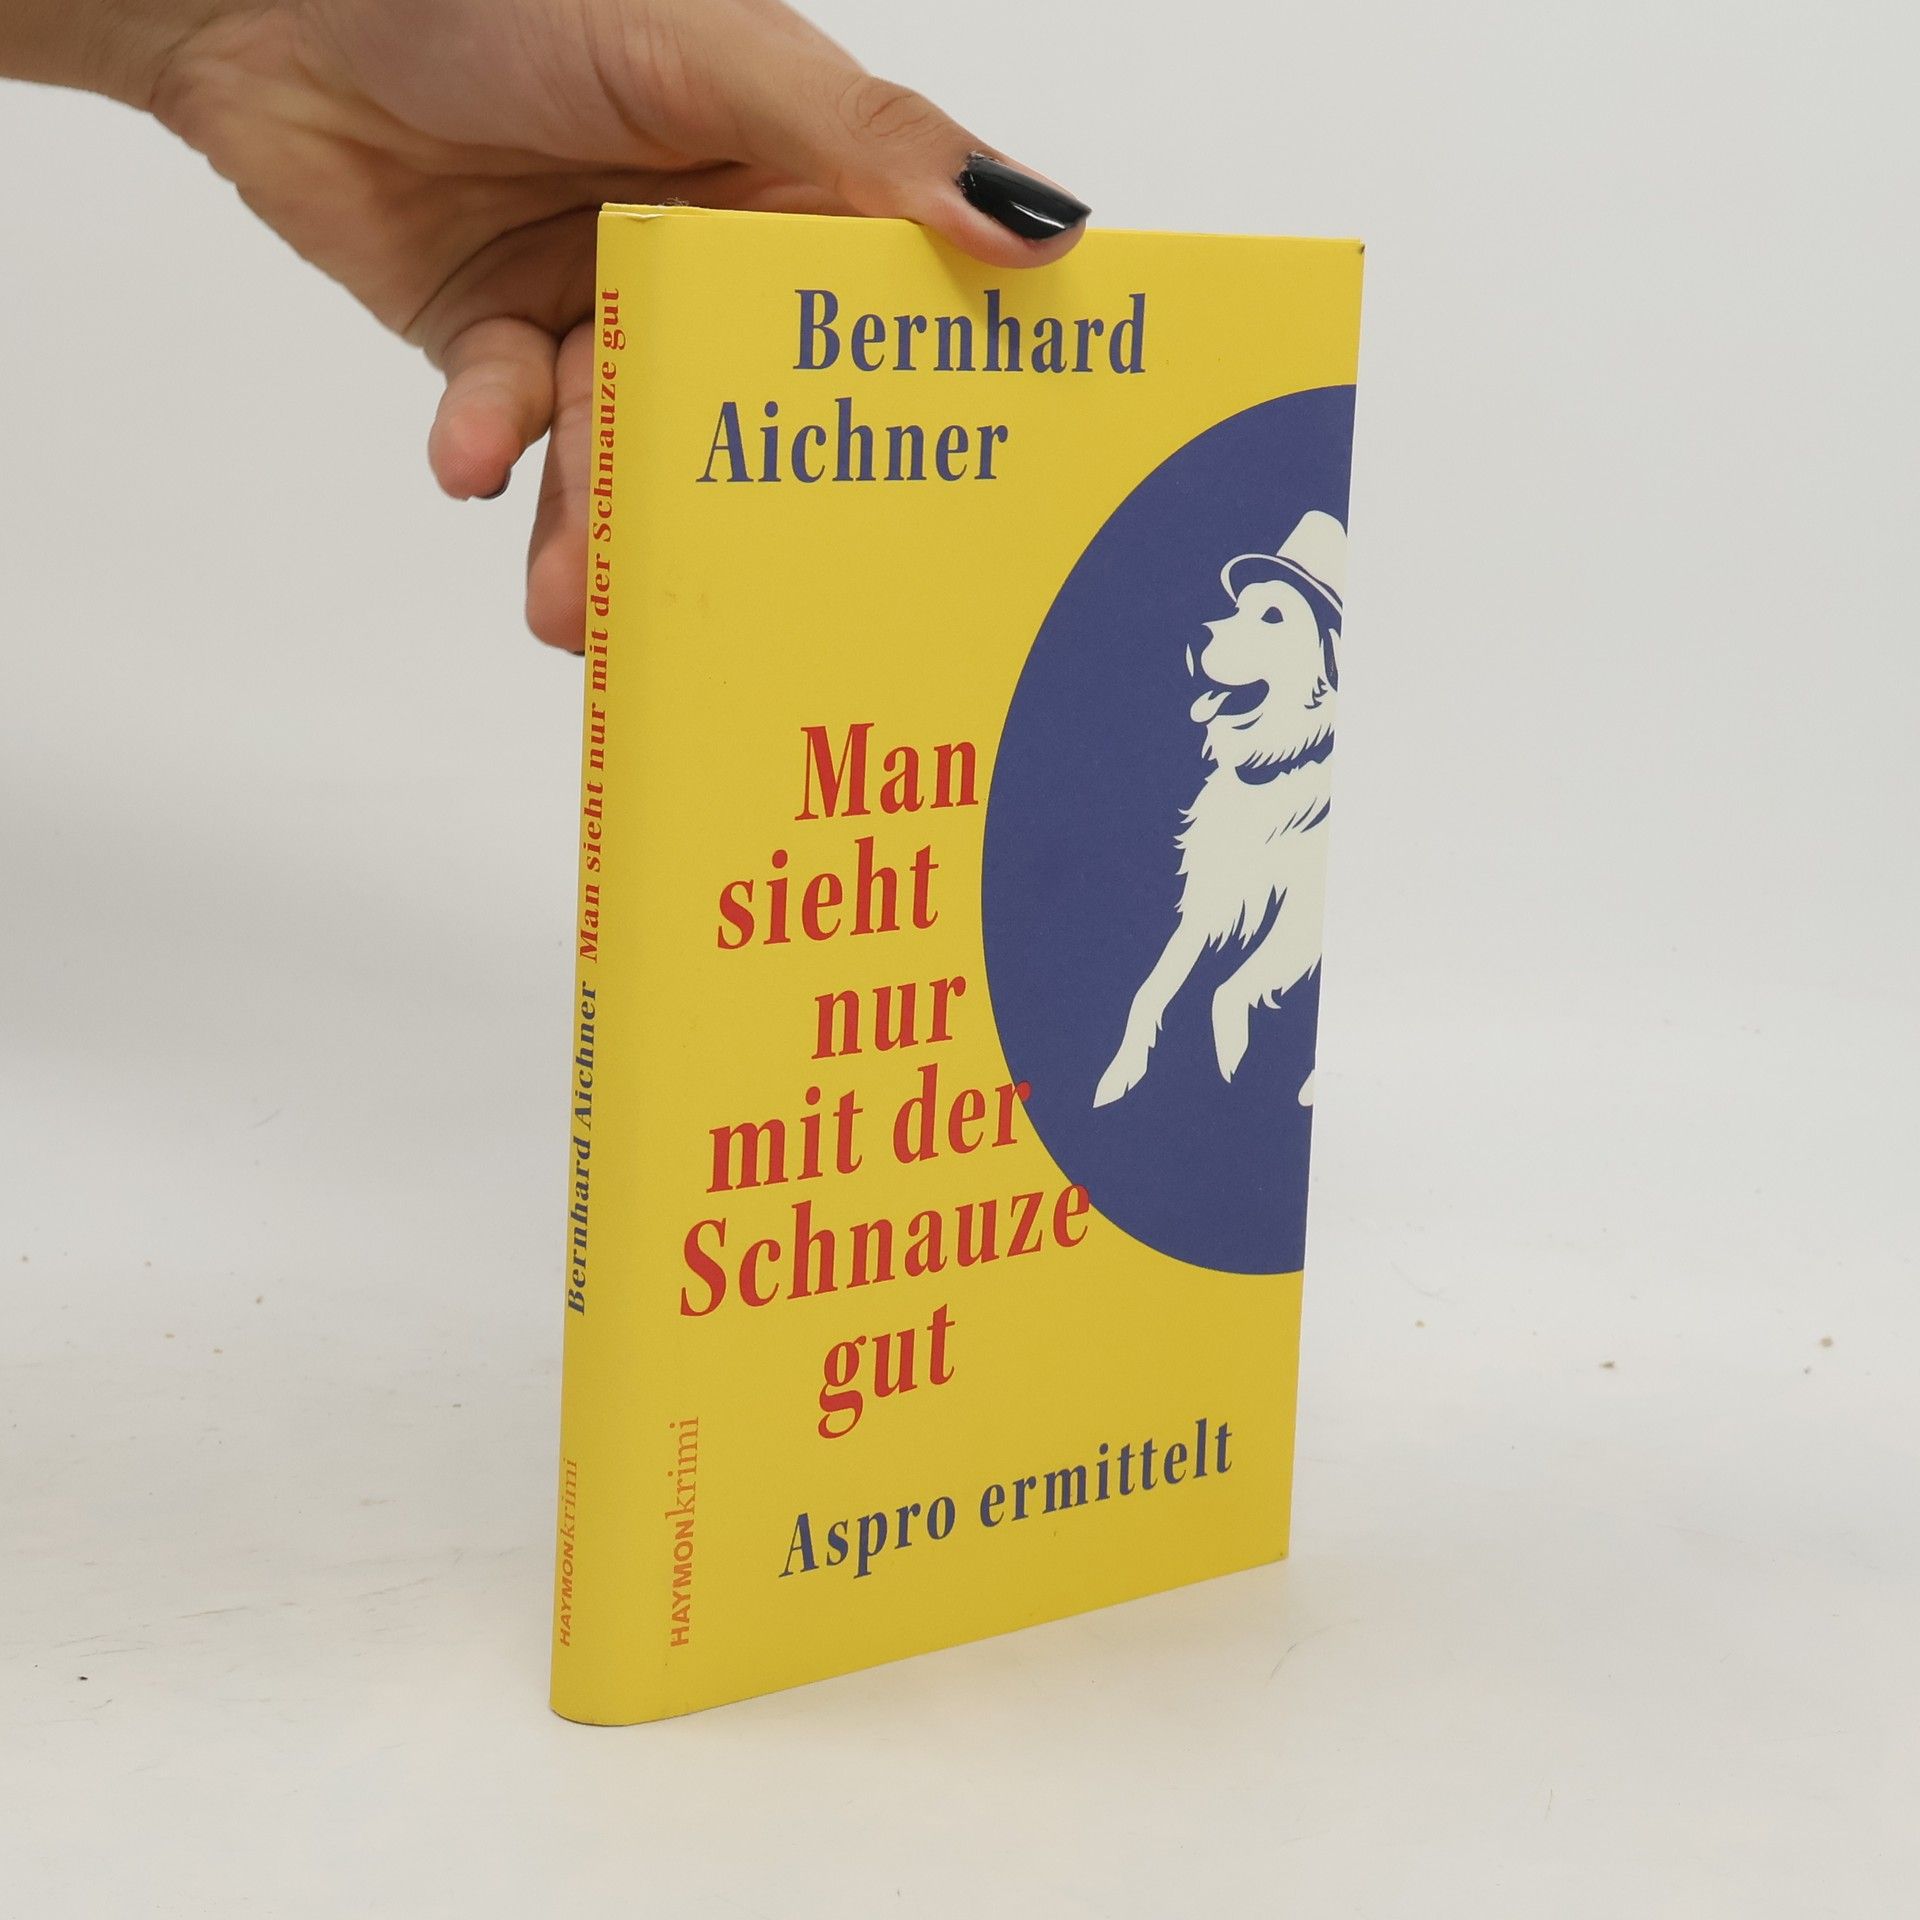 Bernhard
Aichner
Man
sieht
nur
mit der
Schnauze
gut
Aspro ermittelt
HAYMONkrimi
Bernhard Aichner Man sieht nur mit der Schnauze gut
HAYMONkrimi